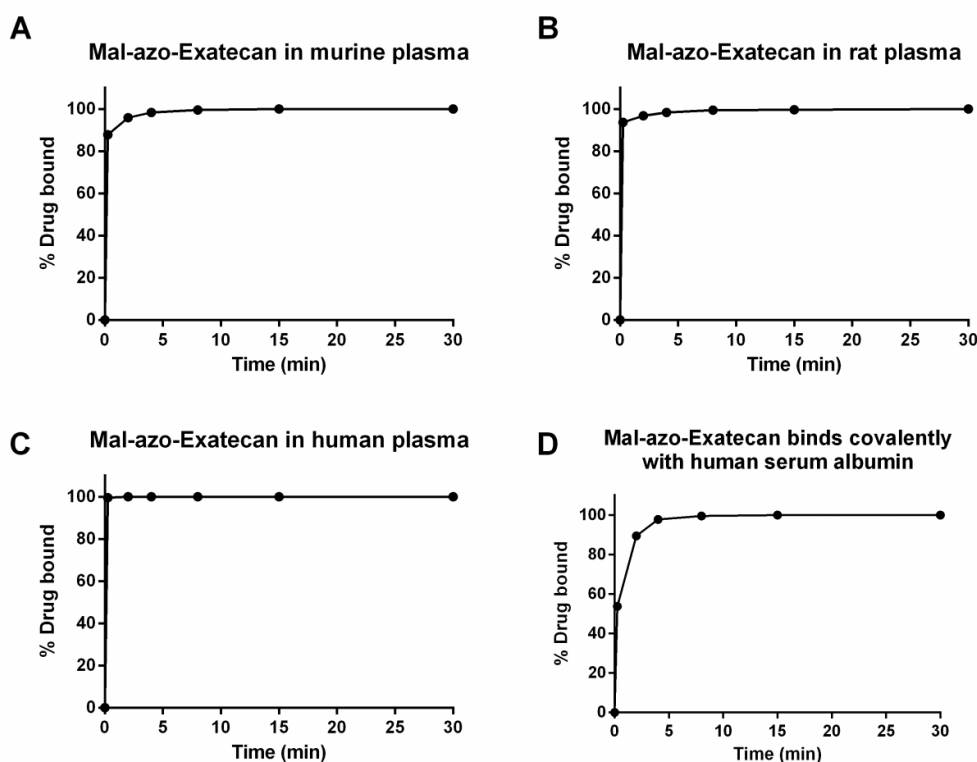 A
Mal-azo-Exatecan in murine plasma
% Drug bound
100
80
60
40
20
0
0 5 10 15 20 25 30
Time (min)
B
Mal-azo-Exatecan in rat plasma
% Drug bound
100
80
60
40
20
0
0 5 10 15 20 25 30
Time (min)
C
Mal-azo-Exatecan in human plasma
% Drug bound
100
80
60
40
20
0
0 5 10 15 20 25 30
Time (min)
D
Mal-azo-Exatecan binds covalently
with human serum albumin
% Drug bound
100
80
60
40
20
0
0 5 10 15 20 25 30
Time (min)